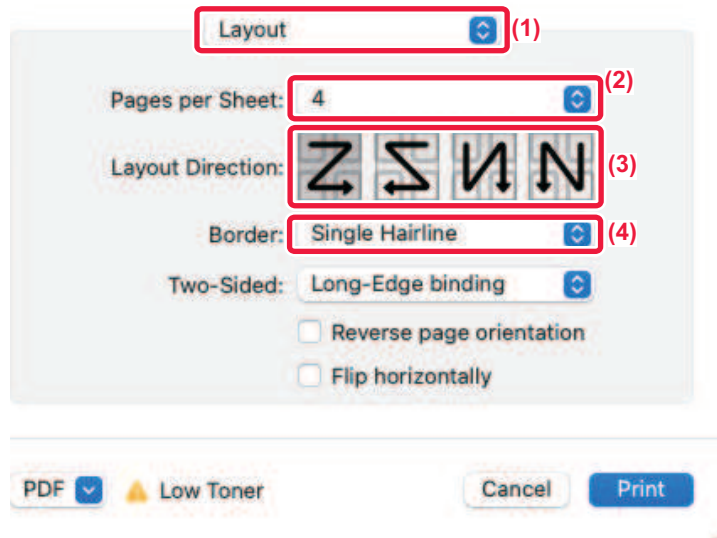 Layout (1)
Pages per Sheet: 4 (2)
Layout Direction: (3)
Border: Single Hairline (4)
Two-Sided: Long-Edge binding
Reverse page orientation
Flip horizontally
PDF Low Toner Cancel Print